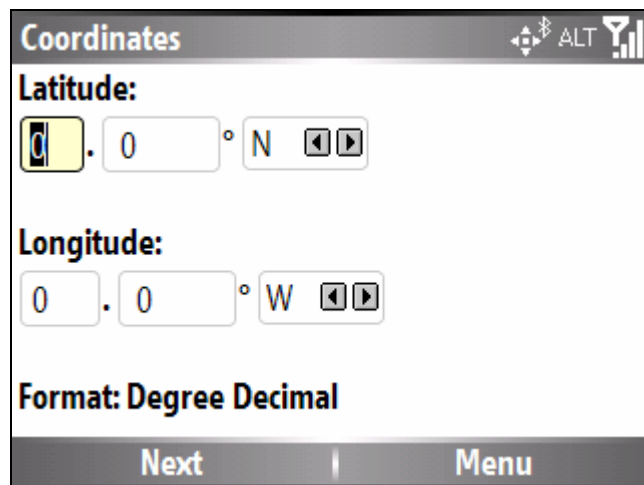 Coordinates ALT
Latitude:
0 . 0 ° N
Longitude:
0 . 0 ° W
Format: Degree Decimal
Next Menu